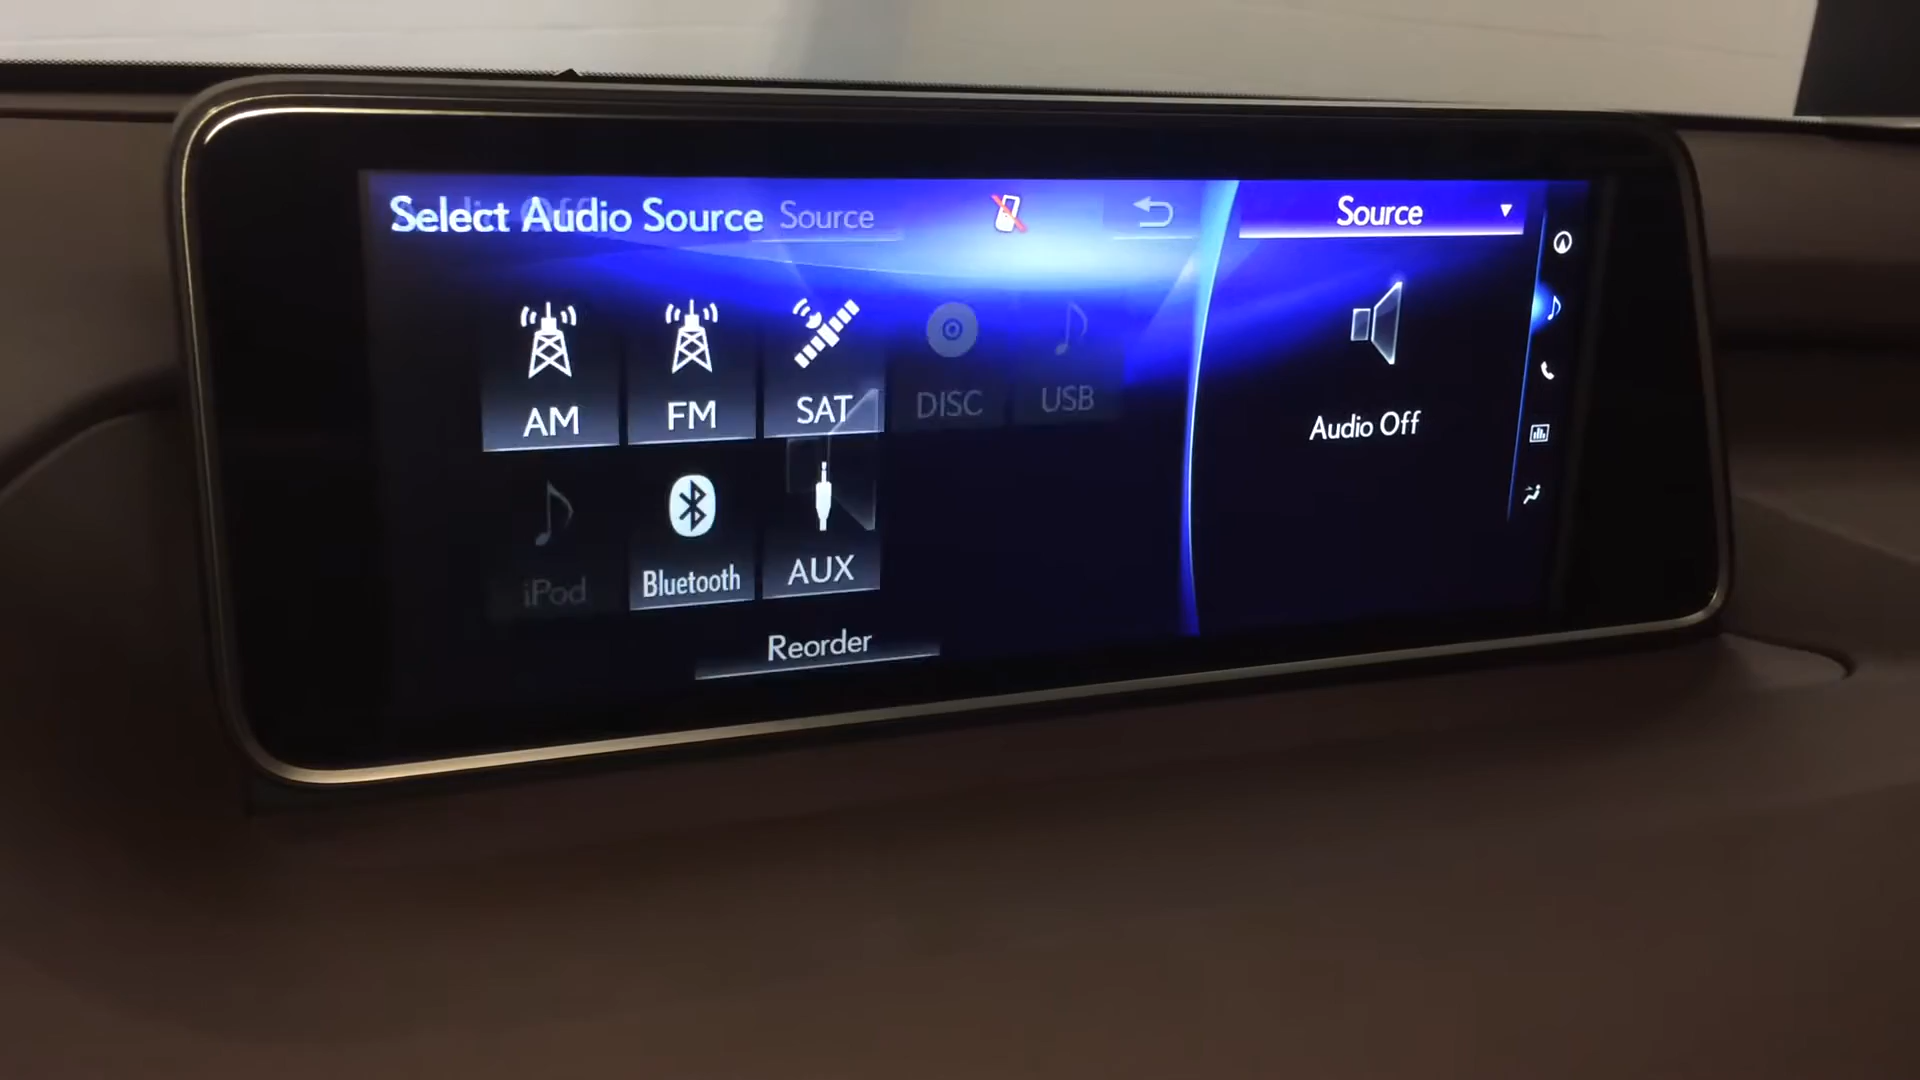 Select Audio Source
Source
Source
AM
FM
SAT
DISC
USB
Audio Off
iPod
Bluetooth
AUX
Reorder